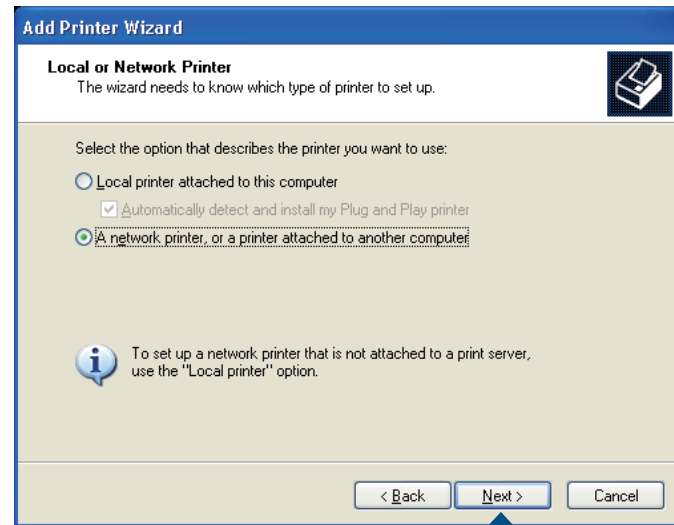 Add Printer Wizard
Local or Network Printer
The wizard needs to know which type of printer to set up.
Select the option that describes the printer you want to use:
Local printer attached to this computer
Automatically detect and install my Plug and Play printer
A network printer, or a printer attached to another computer
To set up a network printer that is not attached to a print server,
use the "Local printer" option.
< Back
Next >
Cancel